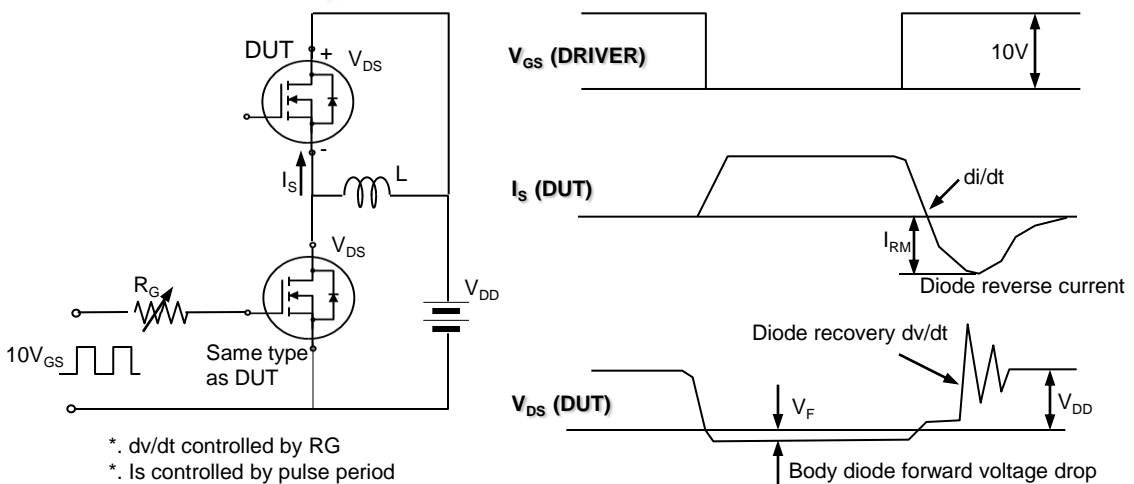 DUT
+
V_DS
-
I_S
L
V_DS
R_G
V_DD
10V_GS
Same type
as DUT
*. dv/dt controlled by RG
*. Is controlled by pulse period
V_GS (DRIVER)
10V
I_S (DUT)
di/dt
I_RM
Diode reverse current
Diode recovery dv/dt
V_DS (DUT)
V_F
V_DD
Body diode forward voltage drop